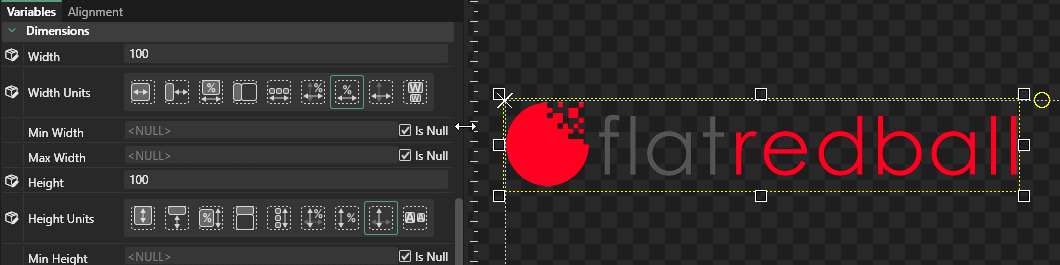 Variables Alignment
Dimensions
Width 100
Width Units % % %
Min Width <NULL> Is Null
Max Width <NULL> Is Null
Height 100
Height Units % % %
Min Height <NULL> Is Null
flatredball